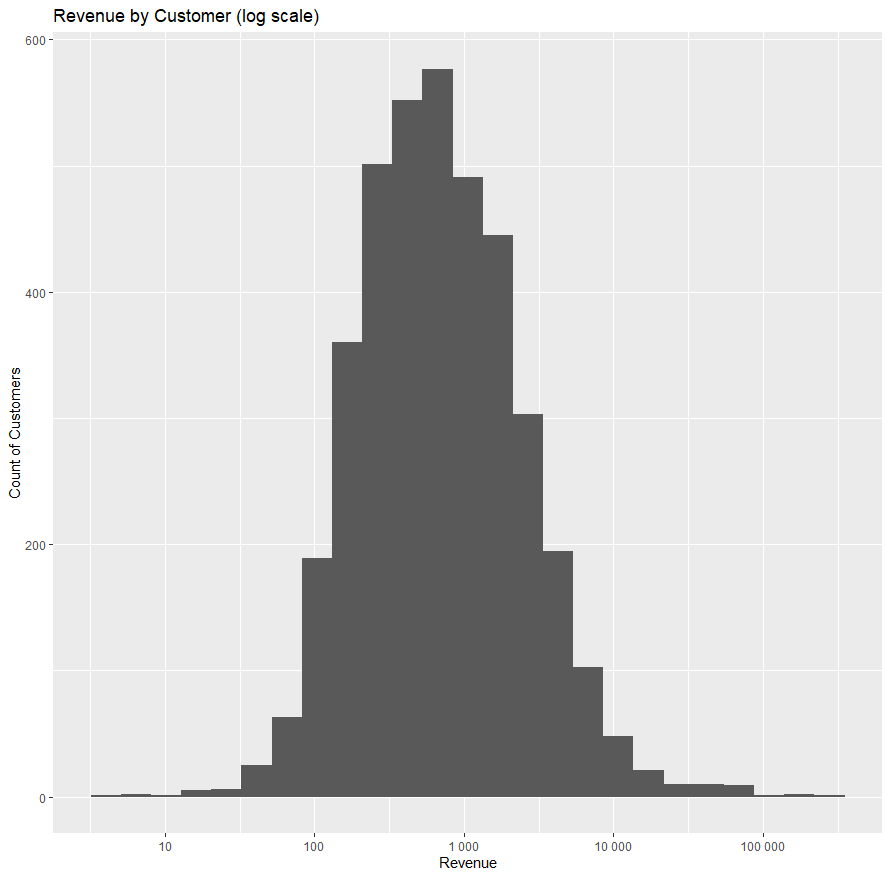 Revenue by Customer (log scale)
600
400
200
0
Count of Customers
10 100 1 000 10 000 100 000
Revenue